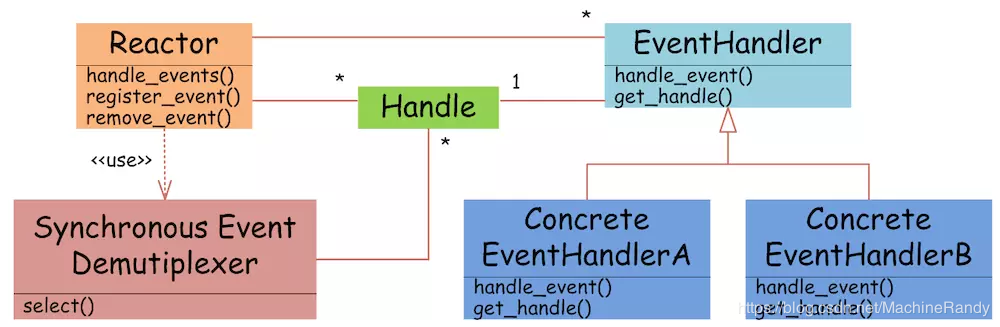 Reactor
handle_events()
register_event()
remove_event()
*
EventHandler
handle_event()
get_handle()
*
Handle
1
*
<<use>>
Synchronous Event
Demutiplexer
select()
Concrete
EventHandlerA
handle_event()
get_handle()
Concrete
EventHandlerB
handle_event()
get_handle()
https://blog.csdn.net/MachineRandy